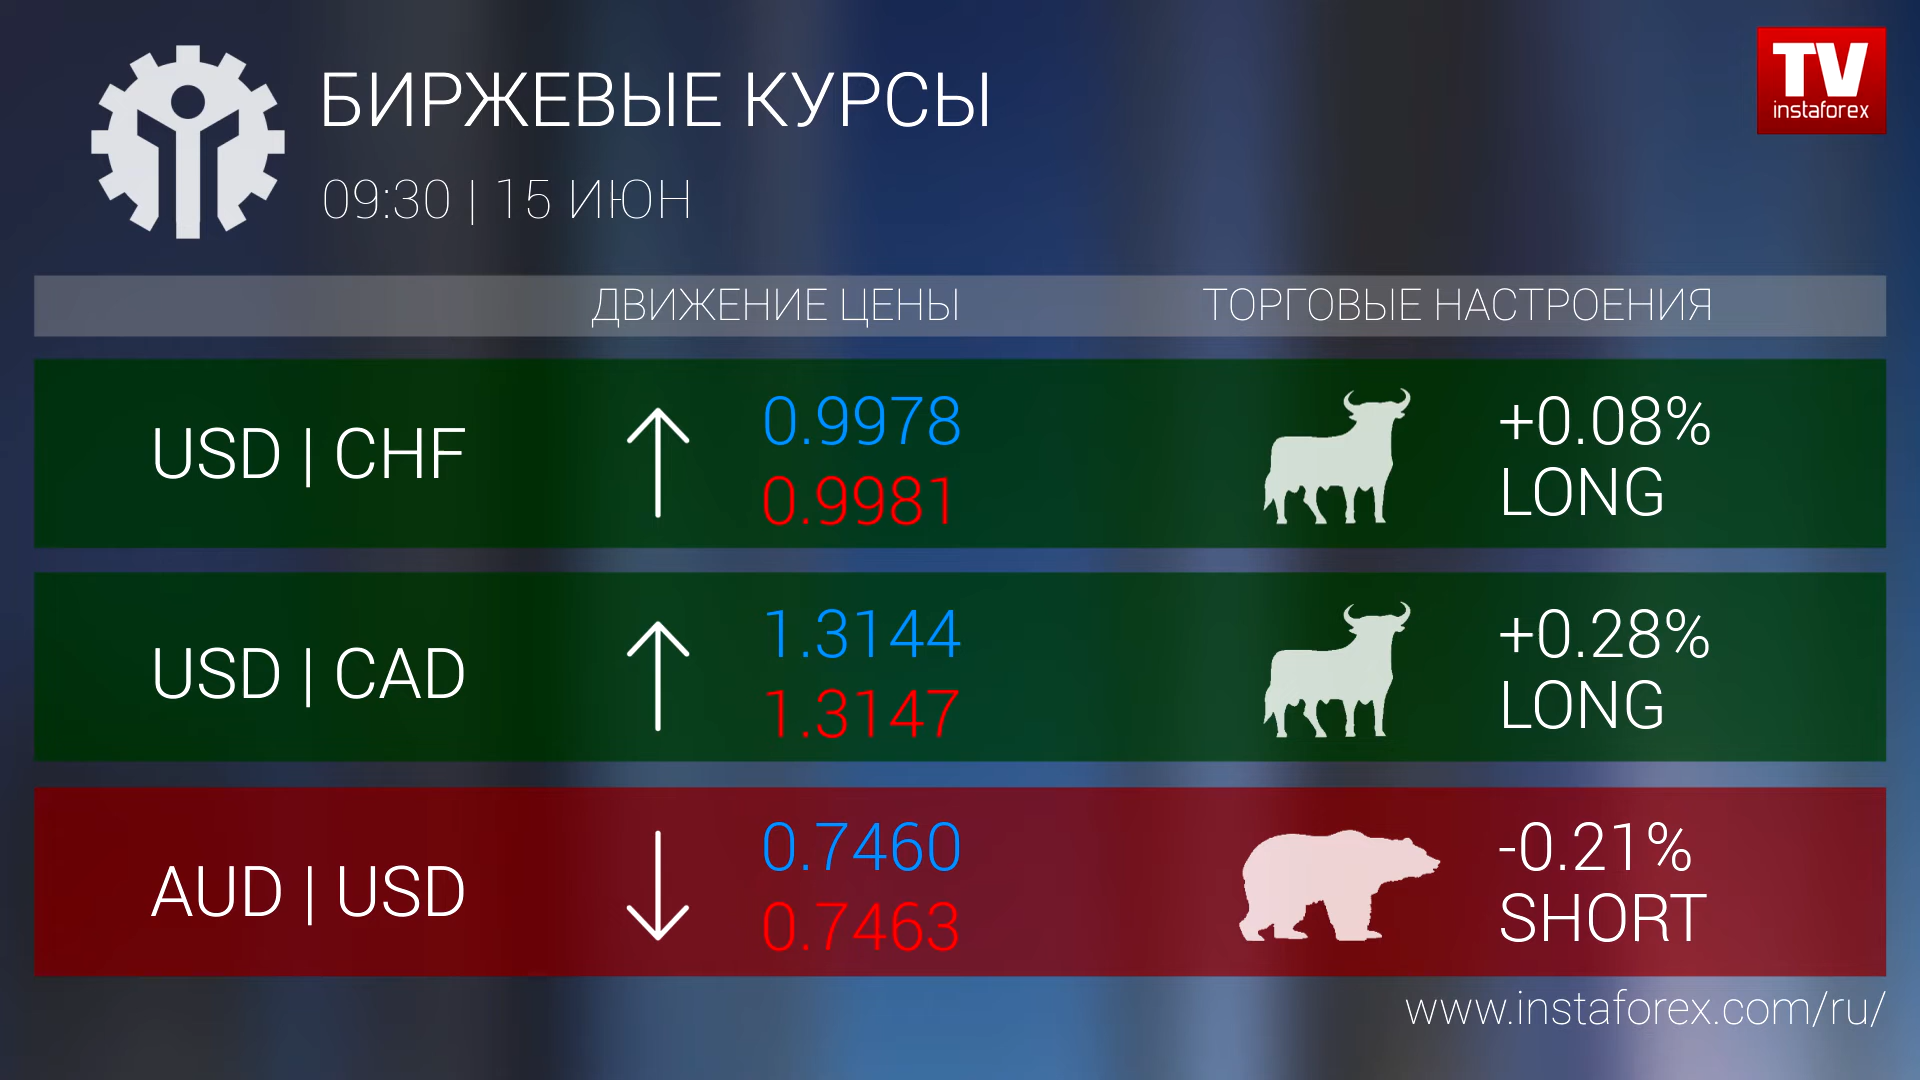 БИРЖЕВЫЕ КУРСЫ
TV
instaforex
09:30 | 15 ИЮН
ДВИЖЕНИЕ ЦЕНЫ ТОРГОВЫЕ НАСТРОЕНИЯ
USD | CHF
0.9978
0.9981
+0.08%
LONG
USD | CAD
1.3144
1.3147
+0.28%
LONG
AUD | USD
0.7460
0.7463
-0.21%
SHORT
www.instaforex.com/ru/